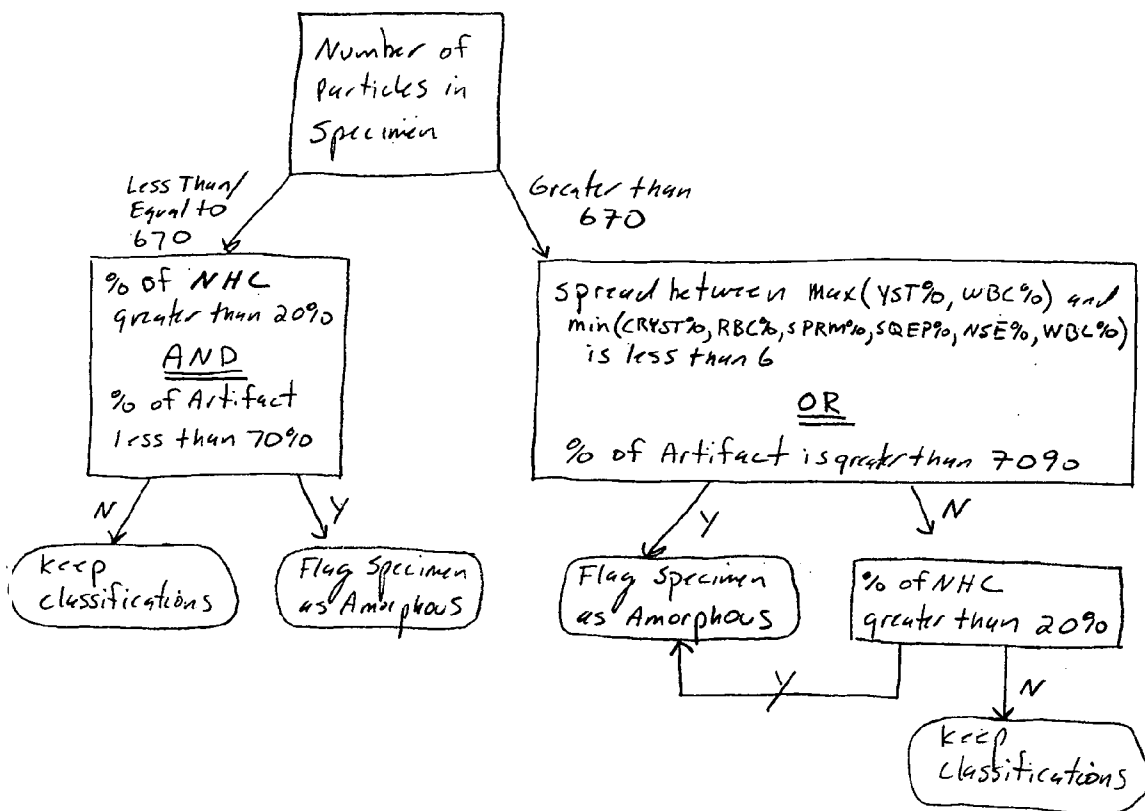 Number of
Particles in
Specimen
Less Than/
Equal to
670
Greater than
670
% of NHC
greater than 20%
AND
% of Artifact
less than 70%
spread between max(YST%, WBC%) and
min(CRYST%, RBC%, SPRM%, SQEP%, NSE%, WBC%)
is less than 6
OR
% of Artifact is greater than 70%
N
Y
Y
N
keep
classifications
Flag Specimen
as Amorphous
Flag Specimen
as Amorphous
% of NHC
greater than 20%
Y
N
keep
classifications